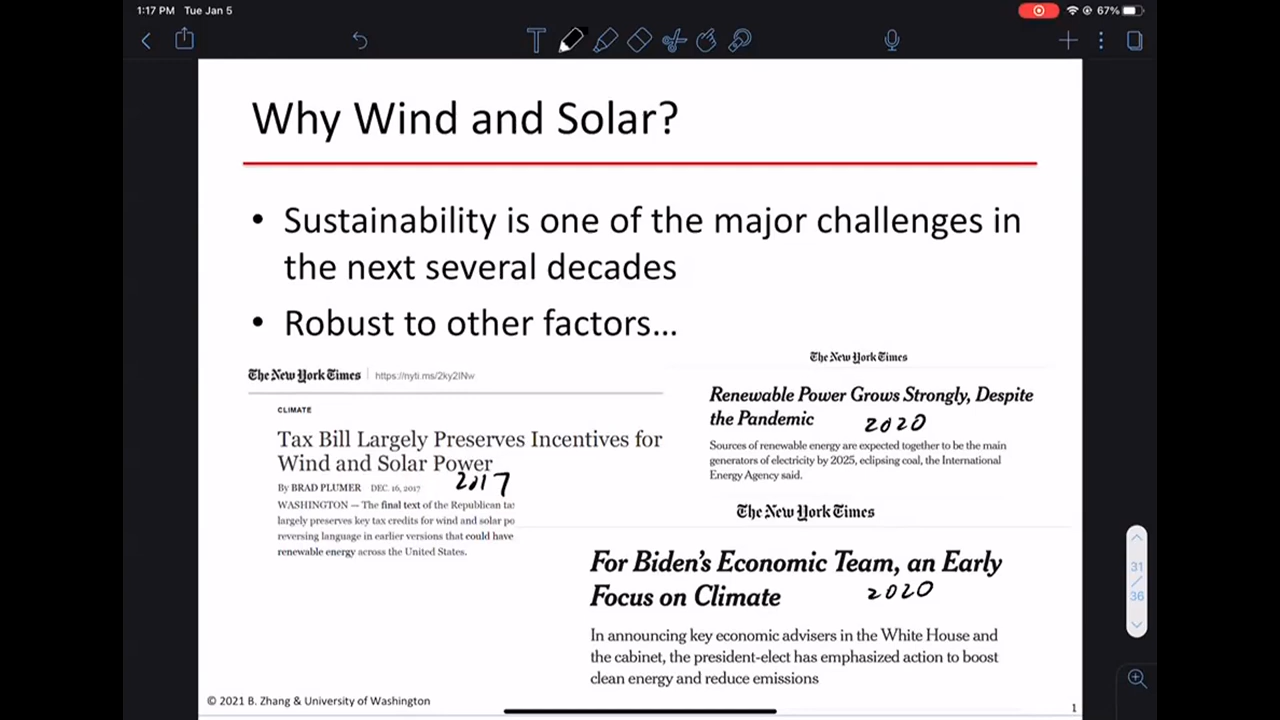 1:17 PM Tue Jan 5
67%
Why Wind and Solar?
• Sustainability is one of the major challenges in
the next several decades
• Robust to other factors...
The New York Times https://nyti.ms/2ky2INw
CLIMATE
Tax Bill Largely Preserves Incentives for
Wind and Solar Power
2017
By BRAD PLUMER DEC. 16, 2017
WASHINGTON — The final text of the Republican ta
largely preserves key tax credits for wind and solar po
reversing language in earlier versions that could have
renewable energy across the United States.
The New York Times
Renewable Power Grows Strongly, Despite
the Pandemic 2020
Sources of renewable energy are expected together to be the main
generators of electricity by 2025, eclipsing coal, the International
Energy Agency said.
The New York Times
For Biden's Economic Team, an Early
Focus on Climate 2020
In announcing key economic advisers in the White House and
the cabinet, the president-elect has emphasized action to boost
clean energy and reduce emissions
31
/
36
© 2021 B. Zhang & University of Washington
1